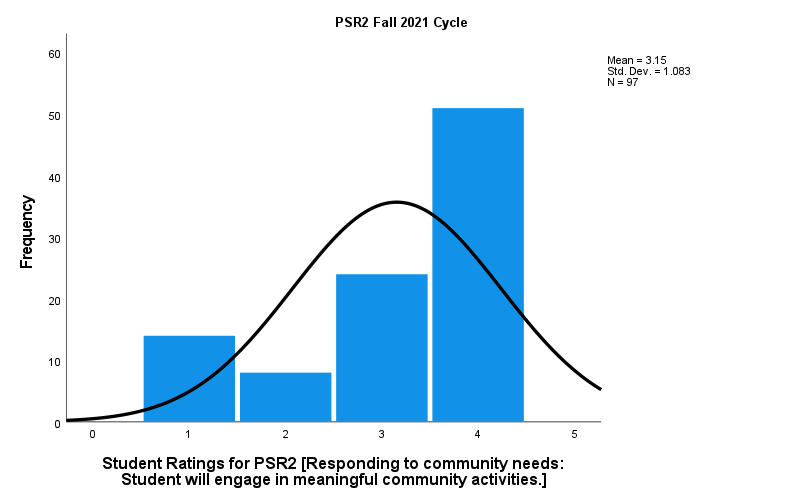 PSR2 Fall 2021 Cycle
Mean = 3.15
Std. Dev. = 1.083
N = 97
60
50
40
30
20
10
0
Frequency
0 1 2 3 4 5
Student Ratings for PSR2 [Responding to community needs:
Student will engage in meaningful community activities.]